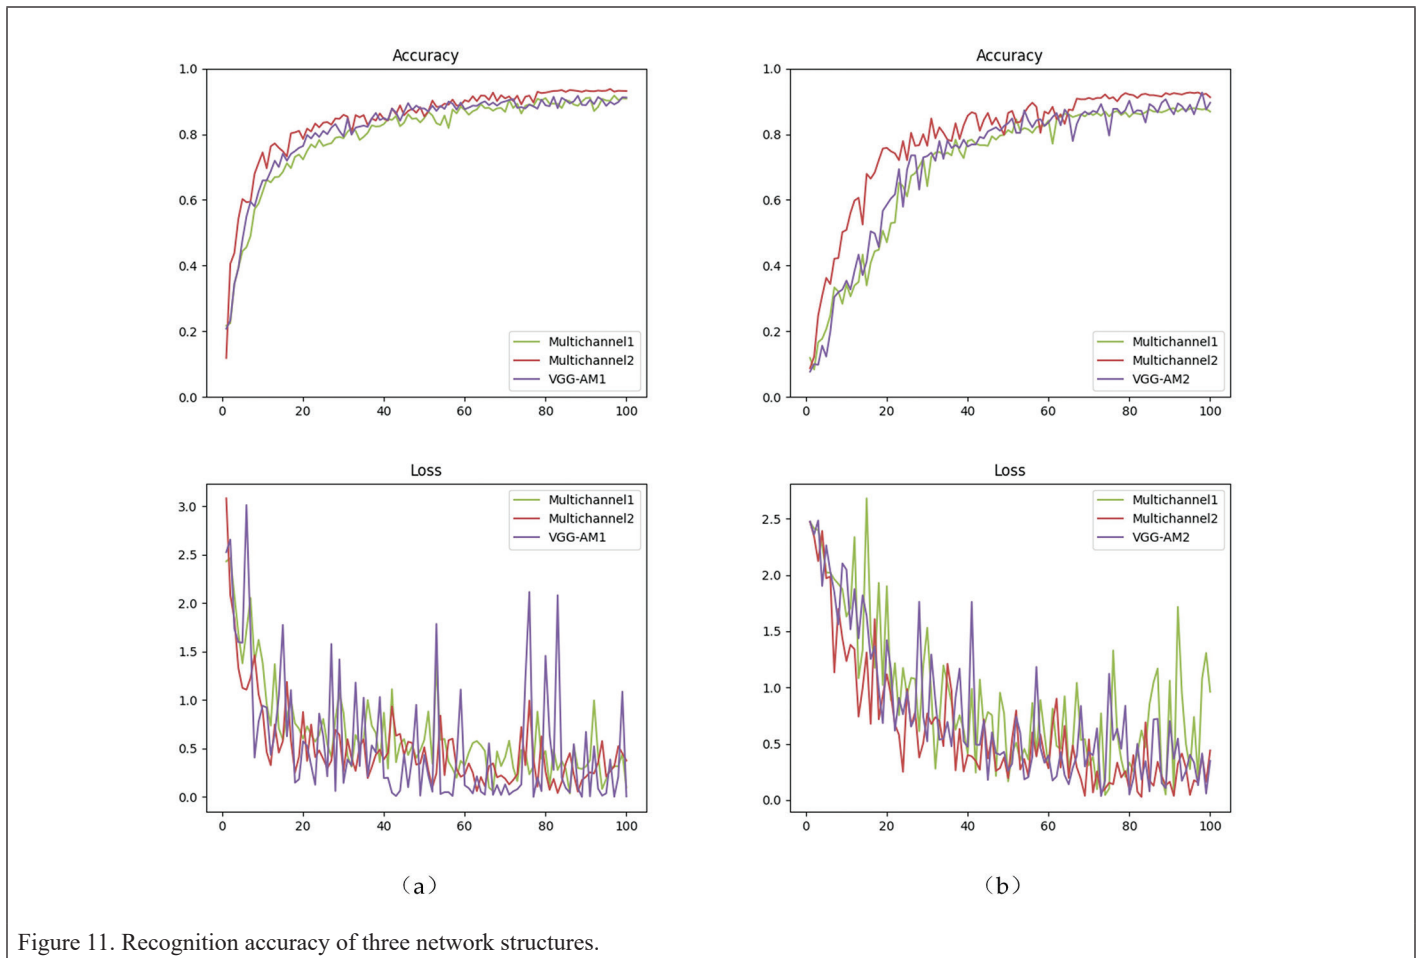 Accuracy
1.0
0.8
0.6
0.4
0.2
0.0
0 20 40 60 80 100
Multichannel1
Multichannel2
VGG-AM1
Accuracy
1.0
0.8
0.6
0.4
0.2
0.0
0 20 40 60 80 100
Multichannel1
Multichannel2
VGG-AM2
Loss
3.0
2.5
2.0
1.5
1.0
0.5
0.0
0 20 40 60 80 100
Multichannel1
Multichannel2
VGG-AM1
Loss
2.5
2.0
1.5
1.0
0.5
0.0
0 20 40 60 80 100
Multichannel1
Multichannel2
VGG-AM2
（a）
（b）
Figure 11. Recognition accuracy of three network structures.